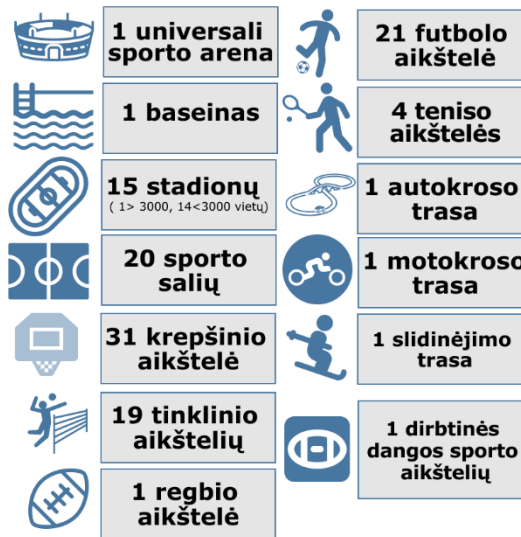 1 universali
sporto arena
1 baseinas
15 stadionų
( 1> 3000, 14<3000 vietų)
20 sporto
salių
31 krepšinio
aikštelė
19 tinklinio
aikštelių
1 regbio
aikštelė
21 futbolo
aikštelė
4 teniso
aikštelės
1 autokroso
trasa
1 motokroso
trasa
1 slidinėjimo
trasa
1 dirbtinės
dangos sporto
aikštelių